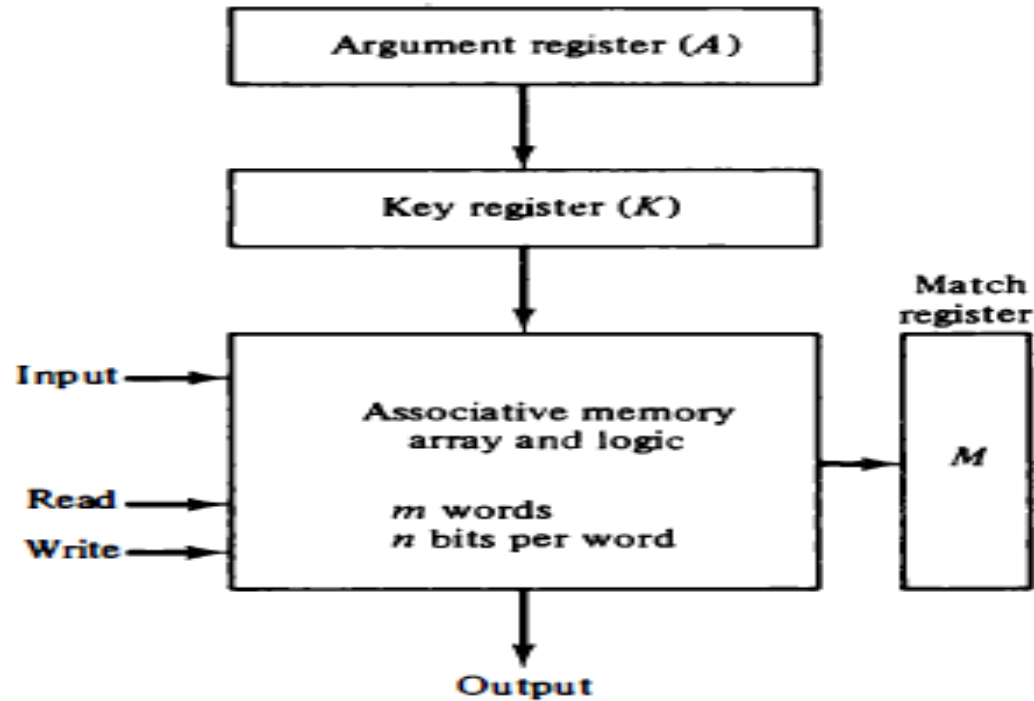 Argument register (A)
Key register (K)
Match
register
Input
Associative memory
array and logic
M
Read
m words
Write
n bits per word
Output